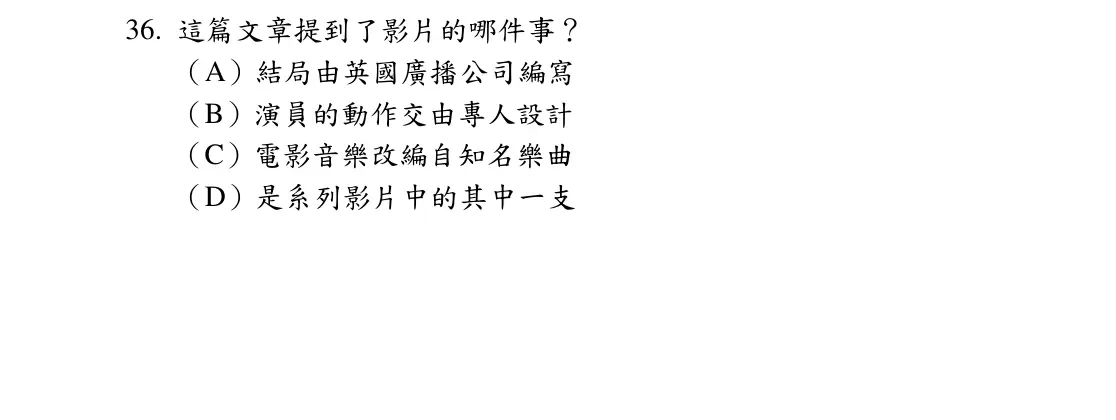 36. 這篇文章提到了影片的哪件事？
（A）結局由英國廣播公司編寫
（B）演員的動作交由專人設計
（C）電影音樂改編自知名樂曲
（D）是系列影片中的其中一支